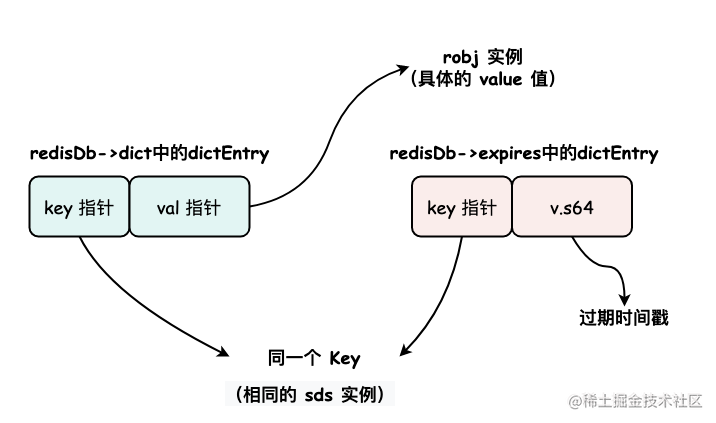 robj 实例
（具体的 value 值）
redisDb->dict中的dictEntry
redisDb->expires中的dictEntry
key 指针
val 指针
key 指针
v.s64
过期时间戳
同一个 Key
（相同的 sds 实例）
@稀土掘金技术社区